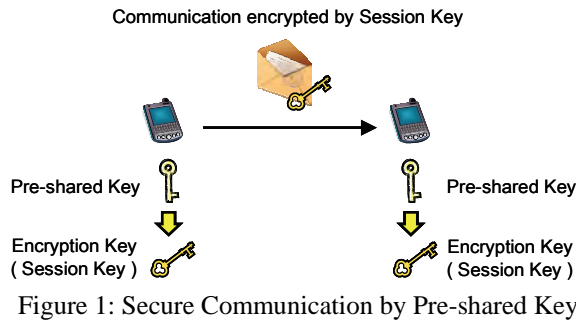 Communication encrypted by Session Key
Pre-shared Key
Pre-shared Key
Encryption Key
( Session Key )
Encryption Key
( Session Key )
Figure 1: Secure Communication by Pre-shared Key